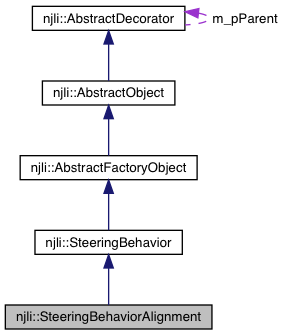 njli::AbstractDecorator
m_pParent
njli::AbstractObject
njli::AbstractFactoryObject
njli::SteeringBehavior
njli::SteeringBehaviorAlignment